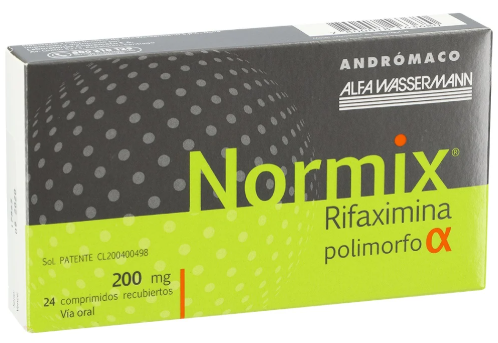 ANDRÓMACO
ALFA WASSERMANN
Normix®
Rifaximina
polimorfo α
Sol. PATENTE CL200400498
200 mg
24 comprimidos recubiertos
Vía oral